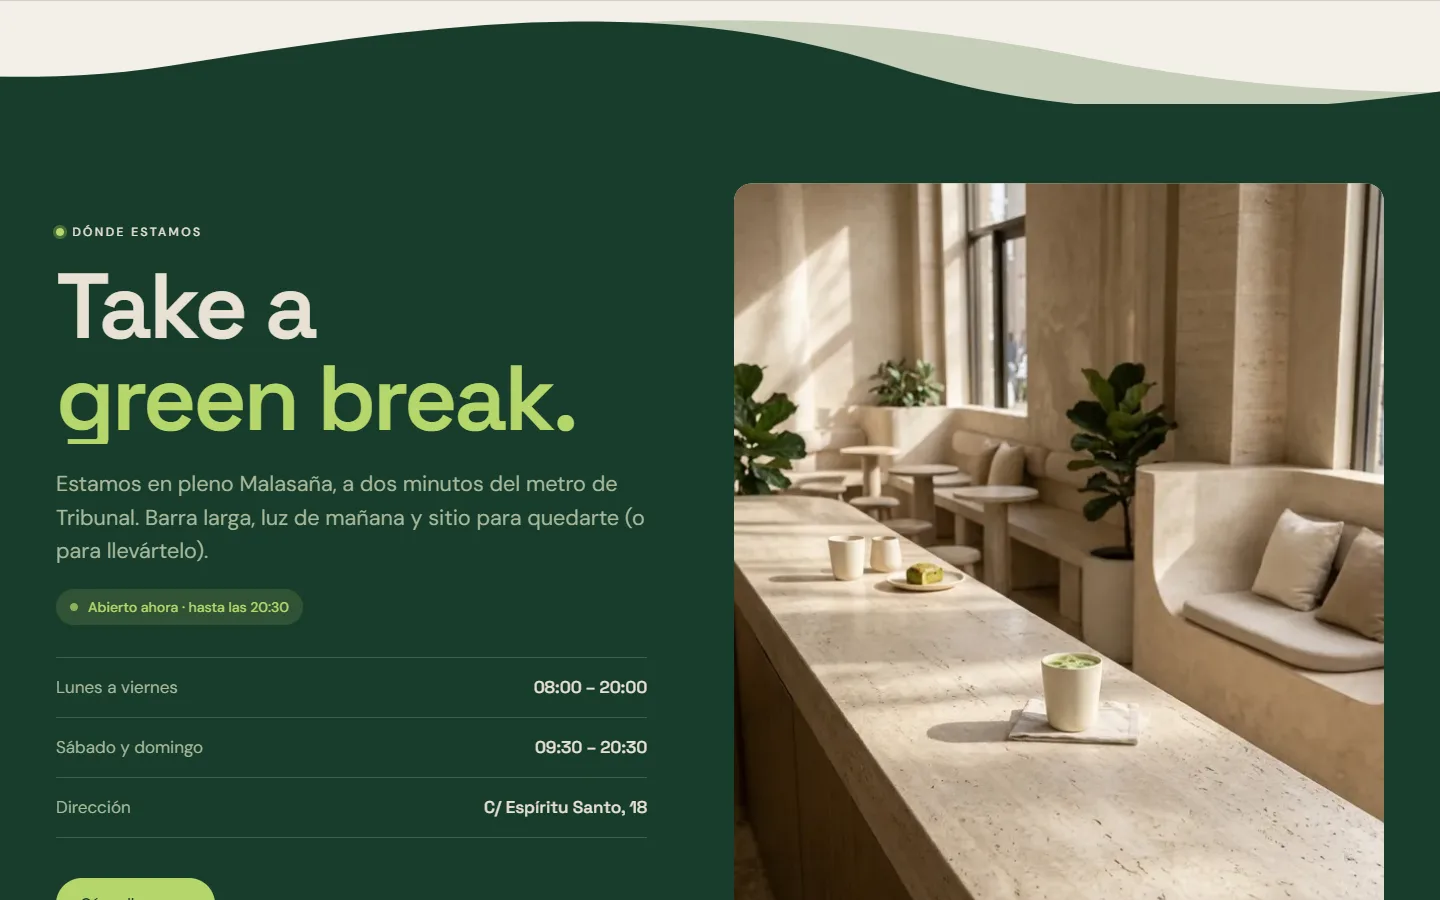 DÓNDE ESTAMOS
Take a
green break.
Estamos en pleno Malasaña, a dos minutos del metro de
Tribunal. Barra larga, luz de mañana y sitio para quedarte (o
para llevártelo).
Abierto ahora · hasta las 20:30
Lunes a viernes 08:00 – 20:00
Sábado y domingo 09:30 – 20:30
Dirección C/ Espíritu Santo, 18